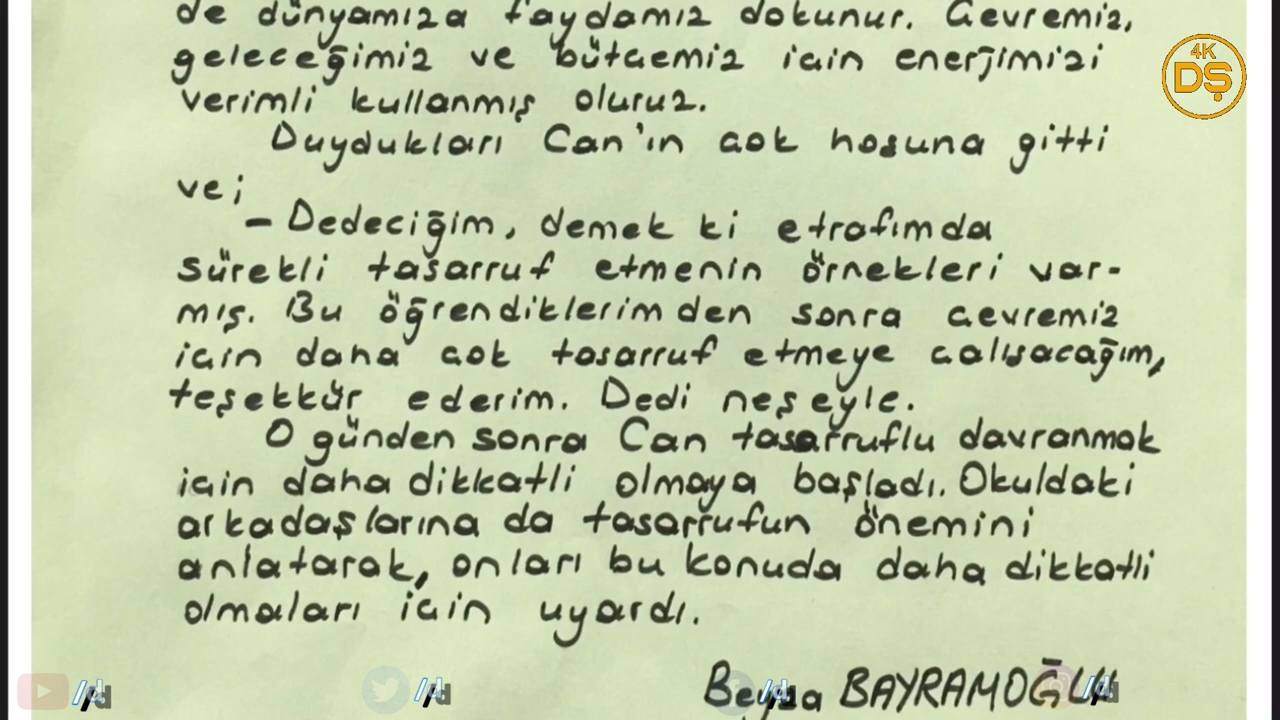 de dünyamıza faydamız dokunur. Çevremiz,
geleceğimiz ve bütçemiz için enerjimizi
verimli kullanmış oluruz.
Duydukları Can'ın çok hoşuna gitti
ve;
- Dedeciğim, demek ki etrafımda
sürekli tasarruf etmenin örnekleri var-
mış. Bu öğrendiklerimden sonra çevremiz
için daha çok tasarruf etmeye çalışacağım,
teşekkür ederim. Dedi neşeyle.
O günden sonra Can tasarruflu davranmak
için daha dikkatli olmaya başladı. Okuldaki
arkadaşlarına da tasarrufun önemini
anlatarak, onları bu konuda daha dikkatli
olmaları için uyardı.
Beyza BAYRAMOĞLU
4K
DŞ
/d
/d
/d
/d